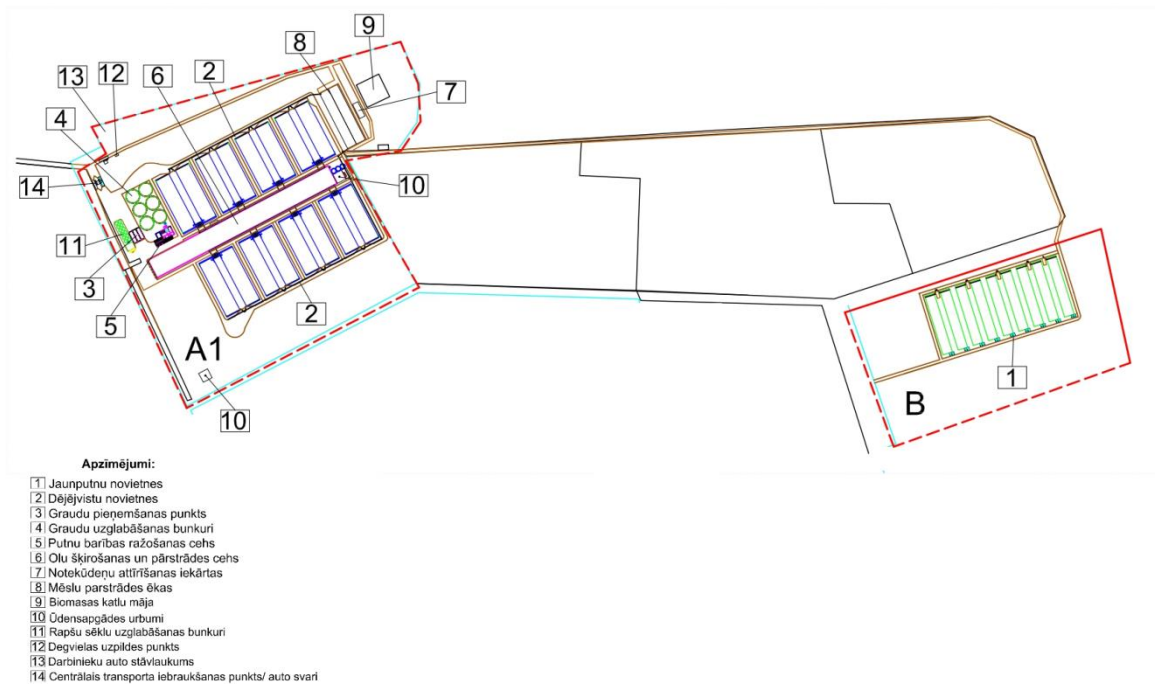 9
8
2
6
12
13
4
7
14
10
11
3
5
2
A1
10
1
B
Apzīmējumi:
1 Jaunputnu novietnes
2 Dējējvistu novietnes
3 Graudu pieņemšanas punkts
4 Graudu uzglabāšanas bunkuri
5 Putnu barības ražošanas cehs
6 Olu šķirošanas un pārstrādes cehs
7 Notekūdeņu attīrīšanas iekārtas
8 Mēslu parstrādes ēkas
9 Biomasas katlu māja
10 Ūdensapgādes urbumi
11 Rapšu sēklu uzglabāšanas bunkuri
12 Degvielas uzpildes punkts
13 Darbinieku auto stāvlaukums
14 Centrālais transporta iebraukšanas punkts/ auto svari